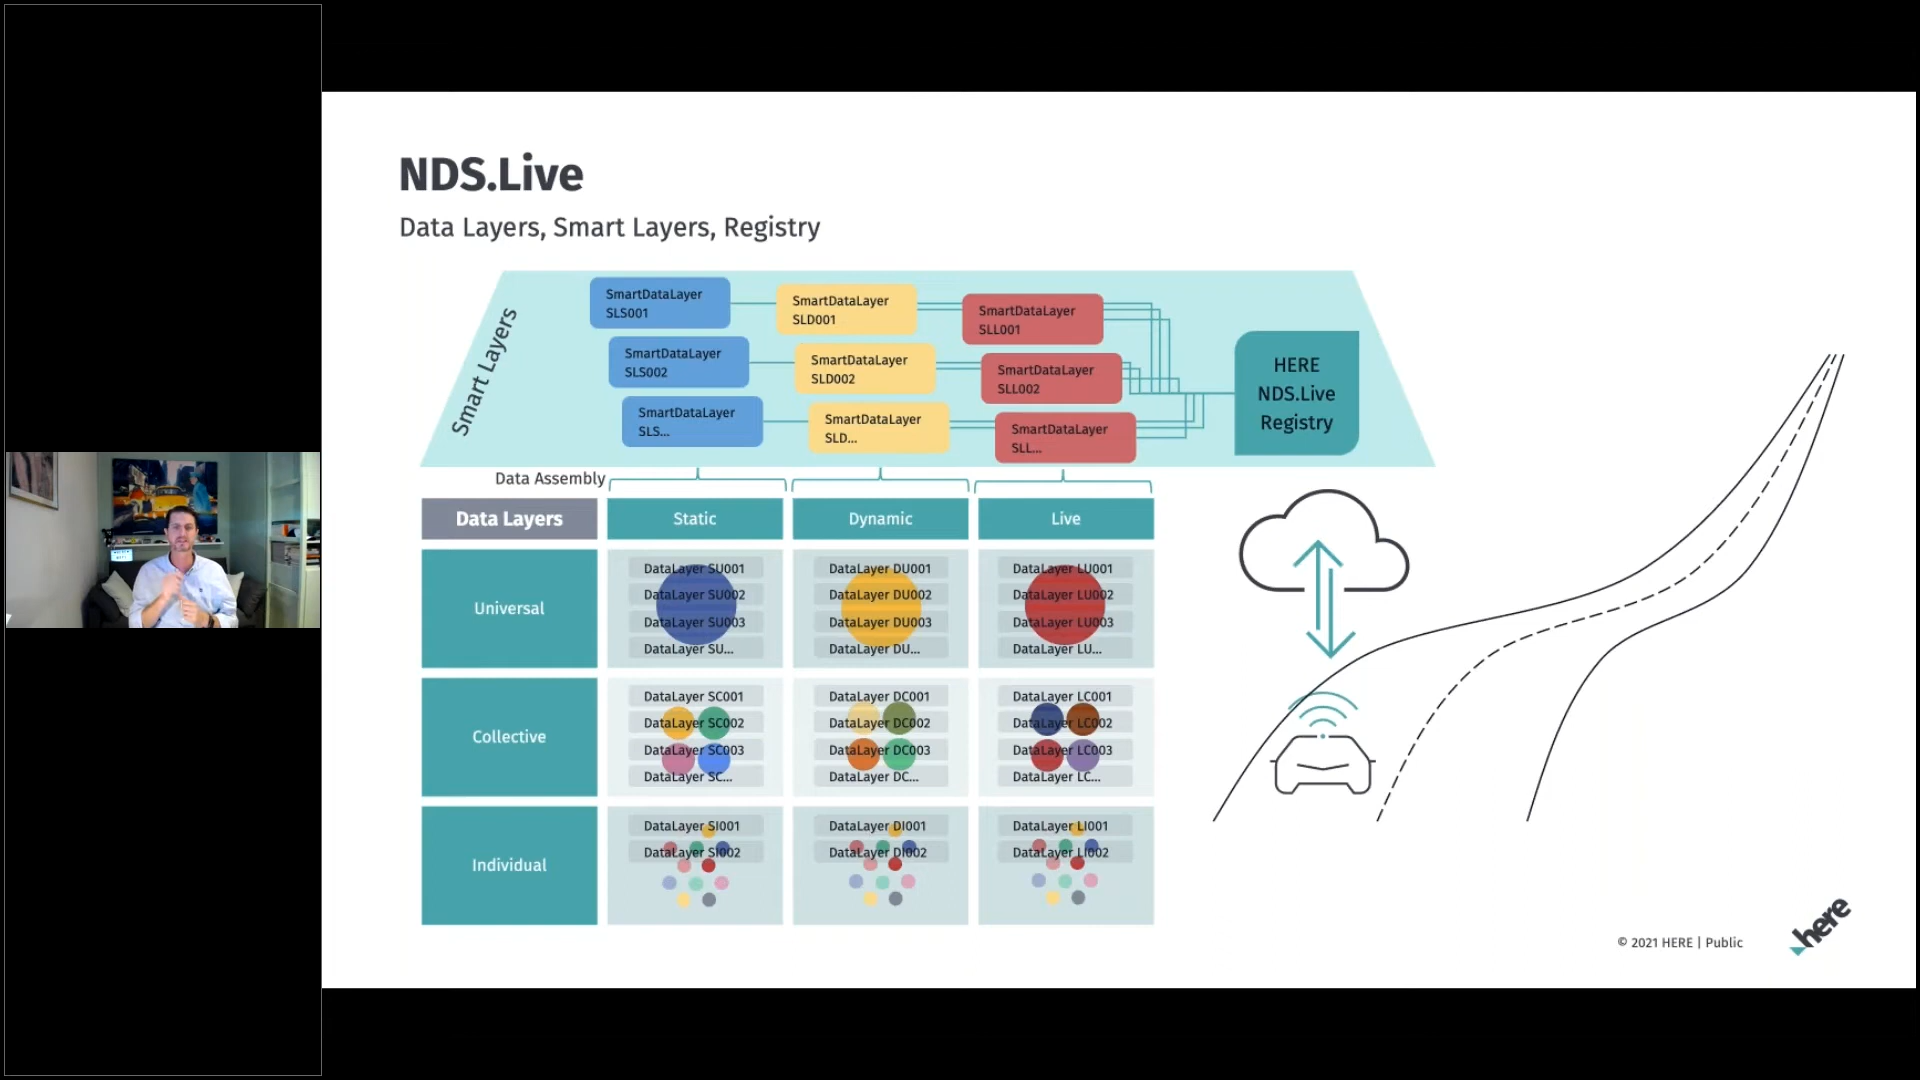 NDS.Live
Data Layers, Smart Layers, Registry
Smart Layers
SmartDataLayer
SLS001
SmartDataLayer
SLD001
SmartDataLayer
SLL001
SmartDataLayer
SLS002
SmartDataLayer
SLD002
SmartDataLayer
SLL002
SmartDataLayer
SLS...
SmartDataLayer
SLD...
SmartDataLayer
SLL...
HERE
NDS.Live
Registry
Data Assembly
Data Layers
Static
Dynamic
Live
Universal
DataLayer SU001
DataLayer SU002
DataLayer SU003
DataLayer SU...
DataLayer DU001
DataLayer DU002
DataLayer DU003
DataLayer DU...
DataLayer LU001
DataLayer LU002
DataLayer LU003
DataLayer LU...
Collective
DataLayer SC001
DataLayer SC002
DataLayer SC003
DataLayer SC...
DataLayer DC001
DataLayer DC002
DataLayer DC003
DataLayer DC...
DataLayer LC001
DataLayer LC002
DataLayer LC003
DataLayer LC...
Individual
DataLayer SI001
DataLayer SI002
DataLayer DI001
DataLayer DI002
DataLayer LI001
DataLayer LI002
© 2021 HERE | Public
here